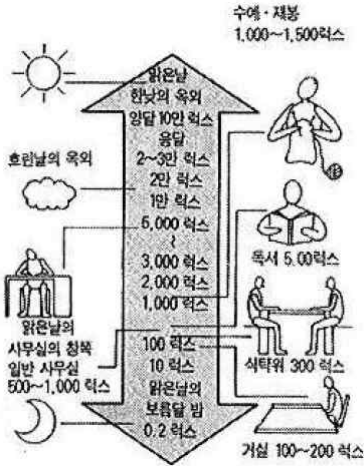 수예·재봉
1,000~1,500럭스
맑은날
한낮의 옥외
양달 10만 럭스
응달
2~3만 럭스
2만 럭스
1만 럭스
5,000 럭스
~
3,000 럭스
2,000 럭스
1,000 럭스
100 럭스
10 럭스
맑은날의
보름달 밤
0.2 럭스
흐린날의 옥외
맑은날의
사무실의 창쪽
일반 사무실
500~1,000 럭스
독서 5.00럭스
식탁위 300 럭스
거실 100~200 럭스